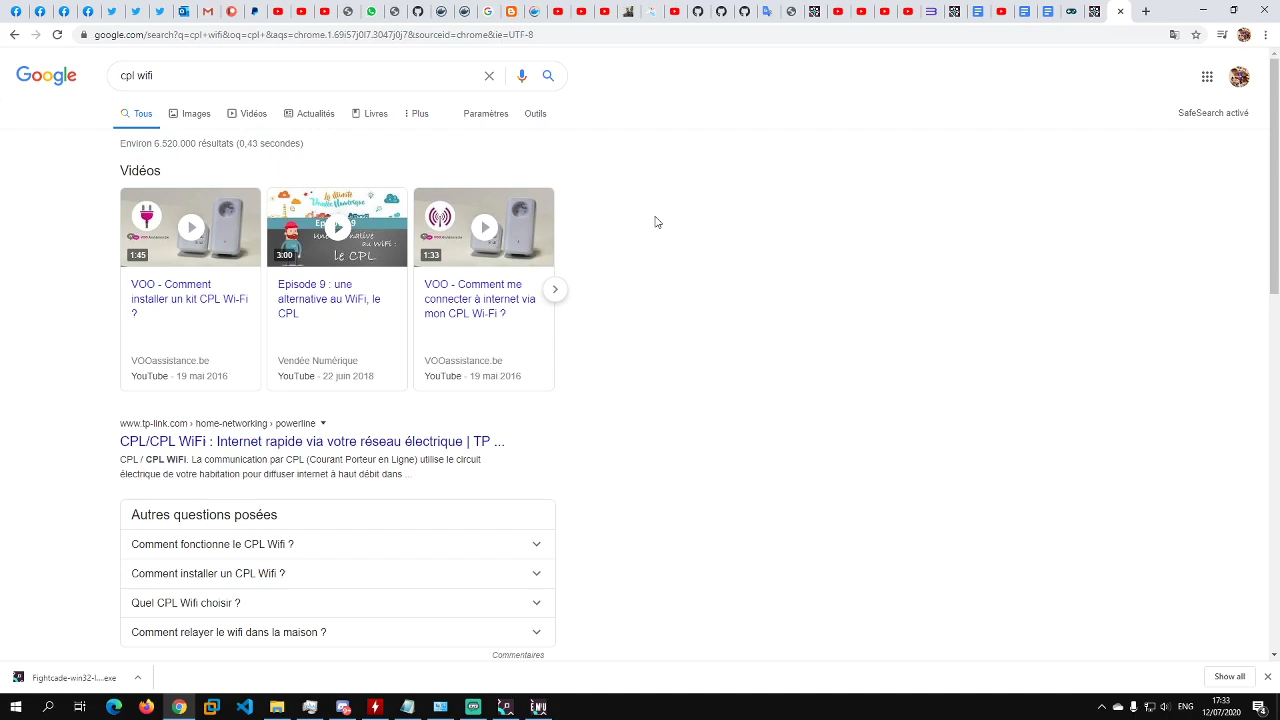 google.com/search?q=cpl+wifi&oq=cpl+&aqs=chrome.1.69i57j0l7.3047j0j7&sourceid=chrome&ie=UTF-8
Google
cpl wifi
Tous Images Vidéos Actualités Livres Plus Paramètres Outils
SafeSearch activé
Environ 6.520.000 résultats (0,43 secondes)
Vidéos
1:45
3:00
1:33
le CPL
VOO - Comment
installer un kit CPL Wi-Fi
?
VOOassistance.be
YouTube - 19 mai 2016
Episode 9 : une
alternative au WiFi, le
CPL
Vendée Numérique
YouTube - 22 juin 2018
VOO - Comment me
connecter à internet via
mon CPL Wi-Fi ?
VOOassistance.be
YouTube - 19 mai 2016
www.tp-link.com › home-networking › powerline
CPL/CPL WiFi : Internet rapide via votre réseau électrique | TP ...
CPL / CPL WiFi. La communication par CPL (Courant Porteur en Ligne) utilise le circuit
électrique de votre habitation pour diffuser internet à haut débit dans ...
Autres questions posées
Comment fonctionne le CPL Wifi ?
Comment installer un CPL Wifi ?
Quel CPL Wifi choisir ?
Comment relayer le wifi dans la maison ?
Commentaires
Fightcade-win32-l....exe
Show all
ENG
17:33
12/07/2020